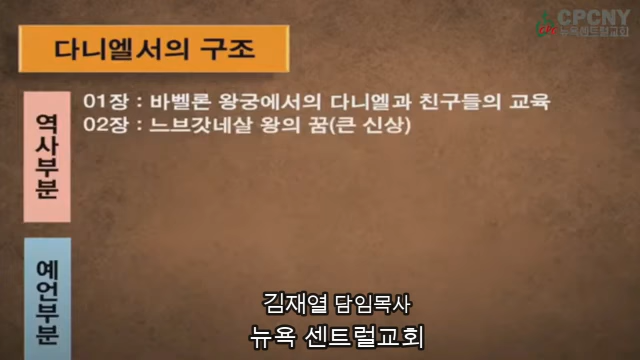 CPCNY
뉴욕센트럴교회
다니엘서의 구조
역사부분
01장 : 바벨론 왕궁에서의 다니엘과 친구들의 교육
02장 : 느브갓네살 왕의 꿈(큰 신상)
예언부분
김재열 담임목사
뉴욕 센트럴교회